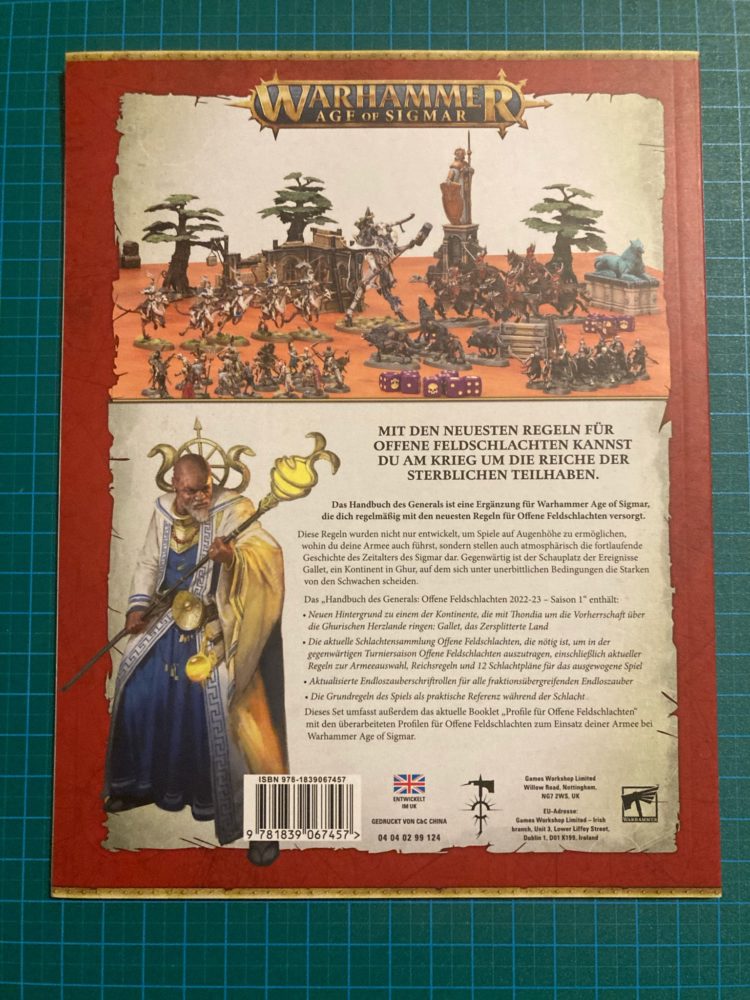 WARHAMMER
AGE OF SIGMAR
MIT DEN NEUESTEN REGELN FÜR
OFFENE FELDSCHLACHTEN KANNST
DU AM KRIEG UM DIE REICHE DER
STERBLICHEN TEILHABEN.
Das Handbuch des Generals ist eine Ergänzung für Warhammer Age of Sigmar,
die dich regelmäßig mit den neuesten Regeln für Offene Feldschlachten versorgt.
Diese Regeln wurden nicht nur entwickelt, um Spiele auf Augenhöhe zu ermöglichen,
wohin du deine Armee auch führst, sondern stellen auch atmosphärisch die fortlaufende
Geschichte des Zeitalters des Sigmar dar. Gegenwärtig ist der Schauplatz der Ereignisse
Gallet, ein Kontinent in Ghur, auf dem sich unter unerbittlichen Bedingungen die Starken
von den Schwachen scheiden.
Das „Handbuch des Generals: Offene Feldschlachten 2022-23 – Saison 1" enthält:
• Neuen Hintergrund zu einem der Kontinente, die mit Thondia um die Vorherrschaft über
die Ghurischen Herzlande ringen: Gallet, das Zersplitterte Land
• Die aktuelle Schlachtensammlung Offene Feldschlachten, die nötig ist, um in der
gegenwärtigen Turniersaison Offene Feldschlachten auszutragen, einschließlich aktueller
Regeln zur Armeeauswahl, Reichsregeln und 12 Schlachtpläne für das ausgewogene Spiel
• Aktualisierte Endloszauberschriftrollen für alle fraktionsübergreifenden Endloszauber
• Die Grundregeln des Spiels als praktische Referenz während der Schlacht
Dieses Set umfasst außerdem das aktuelle Booklet „Profile für Offene Feldschlachten"
mit den überarbeiteten Profilen für Offene Feldschlachten zum Einsatz deiner Armee bei
Warhammer Age of Sigmar.
ISBN 978-1839067457
9 781839 067457 >
ENTWICKELT
IM UK
GEDRUCKT VON C&C CHINA
04 04 02 99 124
Games Workshop Limited
Willow Road, Nottingham,
NG7 2WS, UK
EU-Adresse:
Games Workshop Limited – Irish
branch, Unit 3, Lower Liffey Street,
Dublin 1, D01 K199, Ireland
WARHAMMER